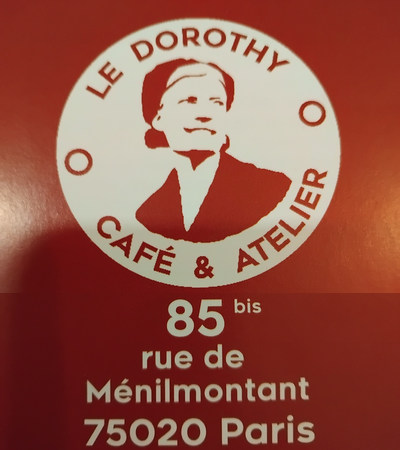 LE DOROTHY
CAFÉ & ATELIER
85 bis
rue de
Ménilmontant
75020 Paris